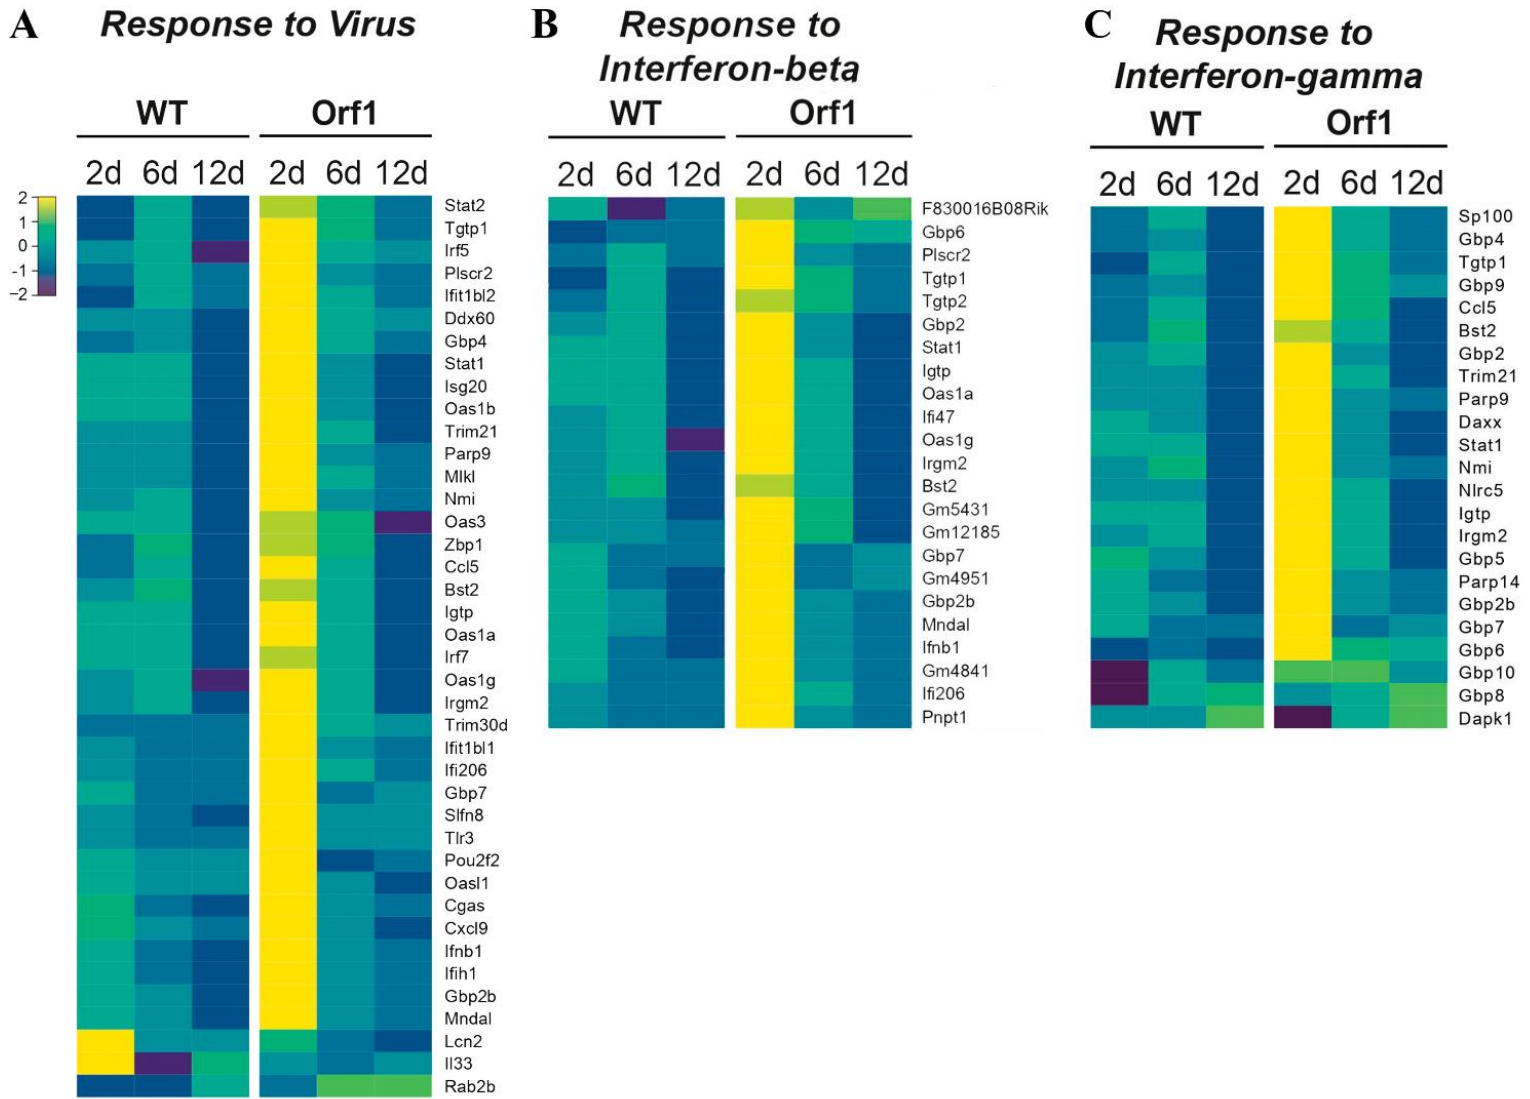 A
Response to Virus
WT Orf1
2d 6d 12d 2d 6d 12d
2
1
0
-1
-2
Stat2
Tgtp1
Irf5
Plscr2
Ifit1bl2
Ddx60
Gbp4
Stat1
Isg20
Oas1b
Trim21
Parp9
Mlkl
Nmi
Oas3
Zbp1
Ccl5
Bst2
Igtp
Oas1a
Irf7
Oas1g
Irgm2
Trim30d
Ifit1bl1
Ifi206
Gbp7
Slfn8
Tlr3
Pou2f2
Oasl1
Cgas
Cxcl9
Ifnb1
Ifih1
Gbp2b
Mndal
Lcn2
Il33
Rab2b
B
Response to
Interferon-beta
WT Orf1
2d 6d 12d 2d 6d 12d
F830016B08Rik
Gbp6
Plscr2
Tgtp1
Tgtp2
Gbp2
Stat1
Igtp
Oas1a
Ifi47
Oas1g
Irgm2
Bst2
Gm5431
Gm12185
Gbp7
Gm4951
Gbp2b
Mndal
Ifnb1
Gm4841
Ifi206
Pnpt1
C
Response to
Interferon-gamma
WT Orf1
2d 6d 12d 2d 6d 12d
Sp100
Gbp4
Tgtp1
Gbp9
Ccl5
Bst2
Gbp2
Trim21
Parp9
Daxx
Stat1
Nmi
Nlrc5
Igtp
Irgm2
Gbp5
Parp14
Gbp2b
Gbp7
Gbp6
Gbp10
Gbp8
Dapk1